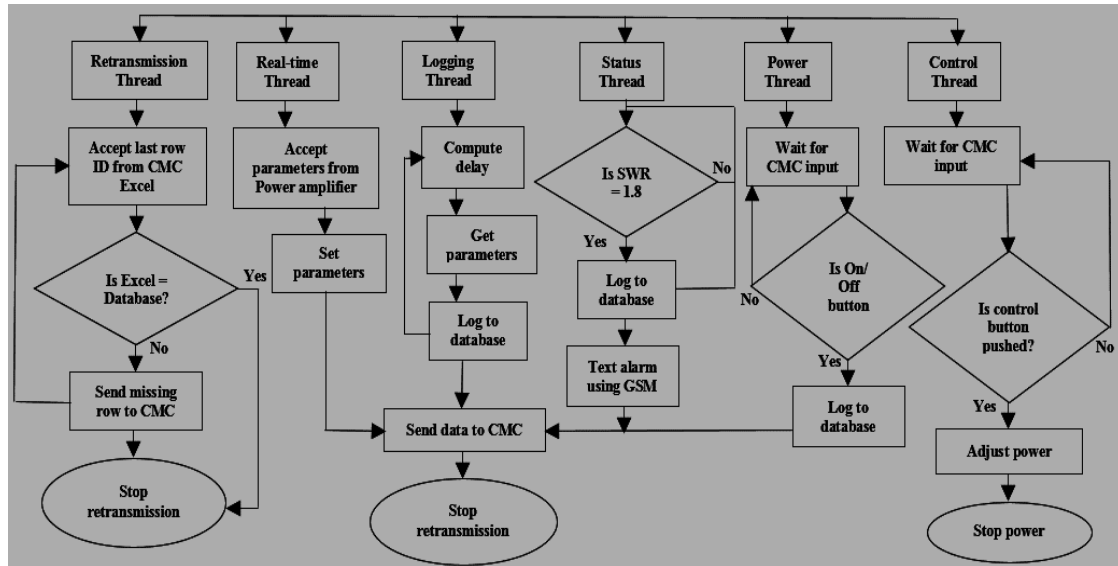 Retransmission
Thread
Real-time
Thread
Logging
Thread
Status
Thread
Power
Thread
Control
Thread
Accept last row
ID from CMC
Excel
Is Excel =
Database?
Yes
No
Send missing
row to CMC
Stop
retransmission
Accept
parameters from
Power amplifier
Set
parameters
Compute
delay
Get
parameters
Log to
database
Send data to CMC
Stop
retransmission
Is SWR
= 1.8
No
Yes
Log to
database
Text alarm
using GSM
Wait for
CMC input
Is On/
Off
button
No
Yes
Log to
database
Wait for CMC
input
Is control
button
pushed?
No
Yes
Adjust power
Stop power